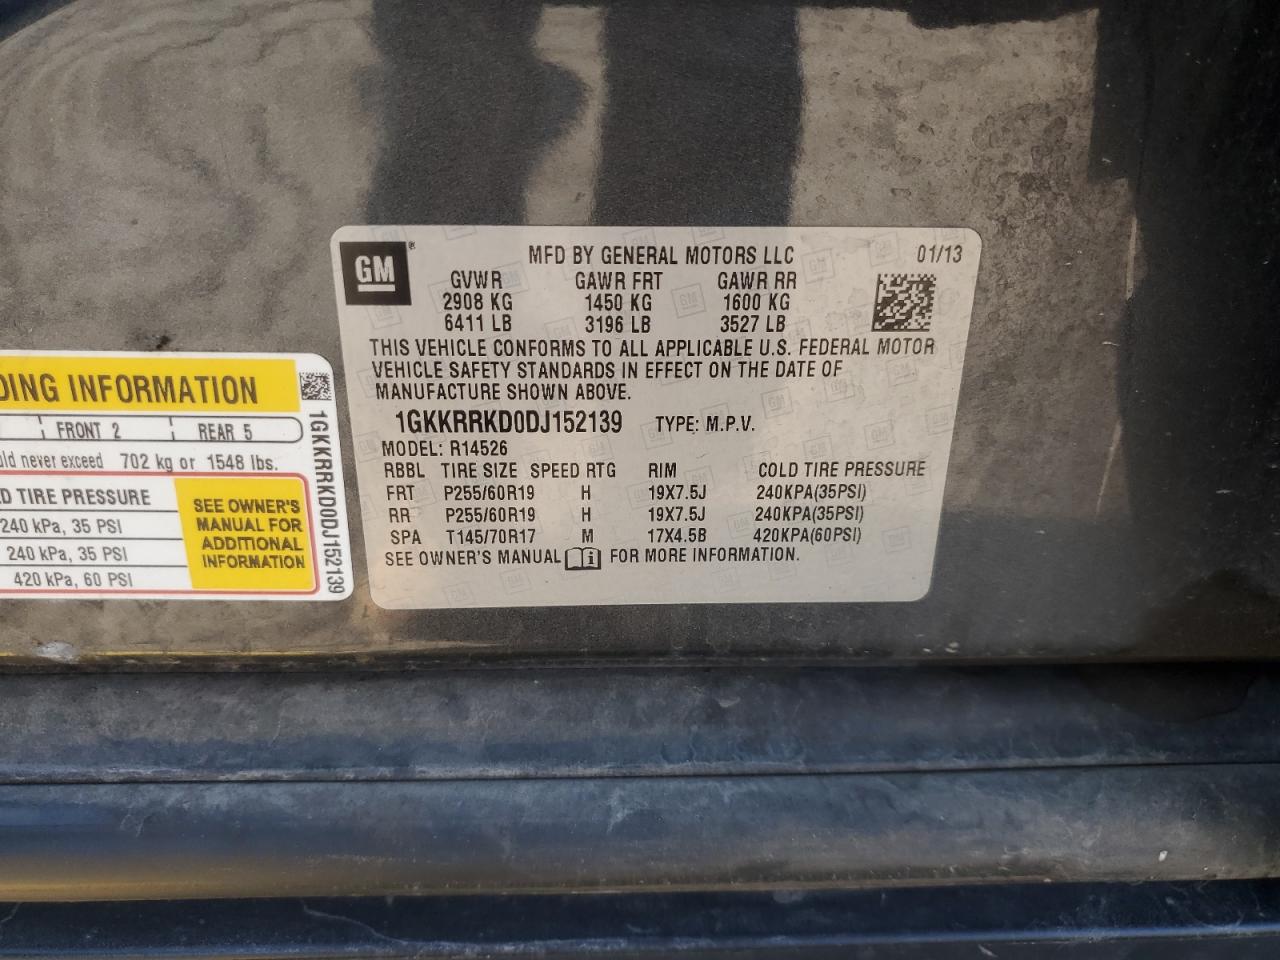 GM
MFD BY GENERAL MOTORS LLC 01/13
GVWR GAWR FRT GAWR RR
2908 KG 1450 KG 1600 KG
6411 LB 3196 LB 3527 LB
THIS VEHICLE CONFORMS TO ALL APPLICABLE U.S. FEDERAL MOTOR
VEHICLE SAFETY STANDARDS IN EFFECT ON THE DATE OF
MANUFACTURE SHOWN ABOVE.
1GKKRRKD0DJ152139 TYPE: M.P.V.
MODEL: R14526
RBBL TIRE SIZE SPEED RTG RIM COLD TIRE PRESSURE
FRT P255/60R19 H 19X7.5J 240KPA(35PSI)
RR P255/60R19 H 19X7.5J 240KPA(35PSI)
SPA T145/70R17 M 17X4.5B 420KPA(60PSI)
SEE OWNER'S MANUAL i FOR MORE INFORMATION.
DING INFORMATION
FRONT 2 REAR 5
uld never exceed 702 kg or 1548 lbs.
D TIRE PRESSURE
240 kPa, 35 PSI
240 kPa, 35 PSI
420 kPa, 60 PSI
SEE OWNER'S
MANUAL FOR
ADDITIONAL
INFORMATION
1GKKRRKD0DJ152139